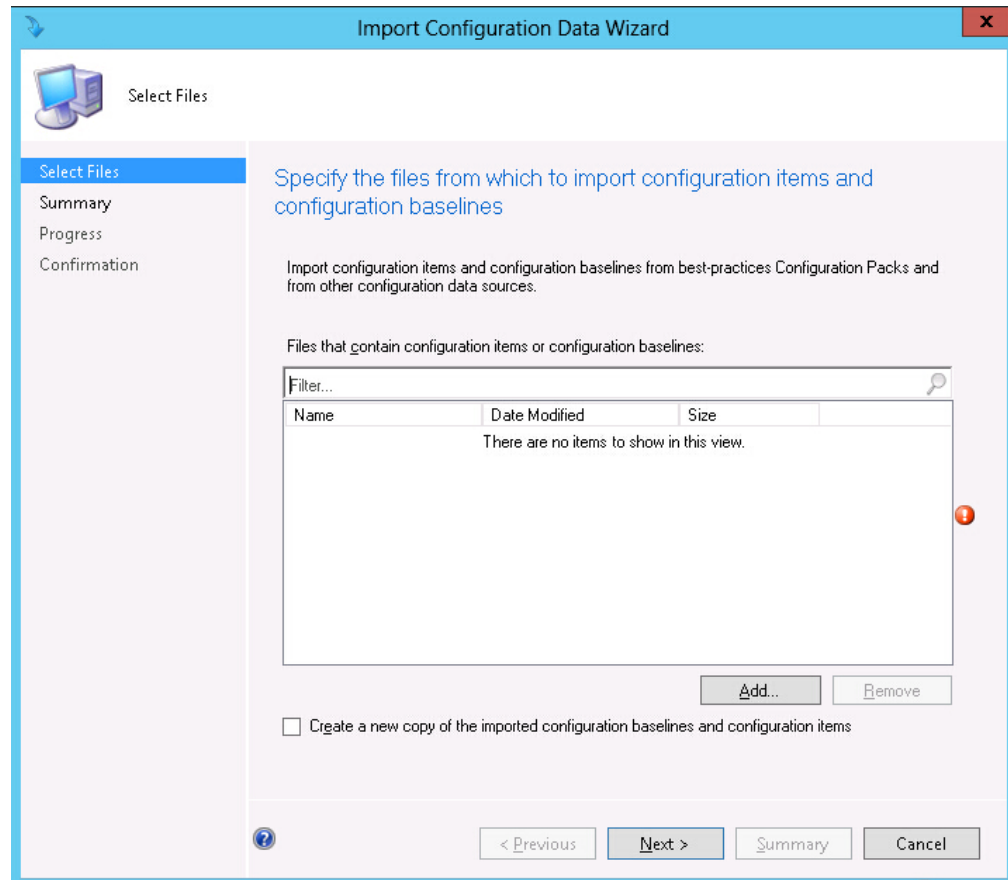 Import Configuration Data Wizard
x
Select Files
Select Files
Summary
Progress
Confirmation
Specify the files from which to import configuration items and
configuration baselines
Import configuration items and configuration baselines from best-practices Configuration Packs and
from other configuration data sources.
Files that contain configuration items or configuration baselines:
Filter...
Name Date Modified Size
There are no items to show in this view.
Add... Remove
Create a new copy of the imported configuration baselines and configuration items
< Previous Next > Summary Cancel